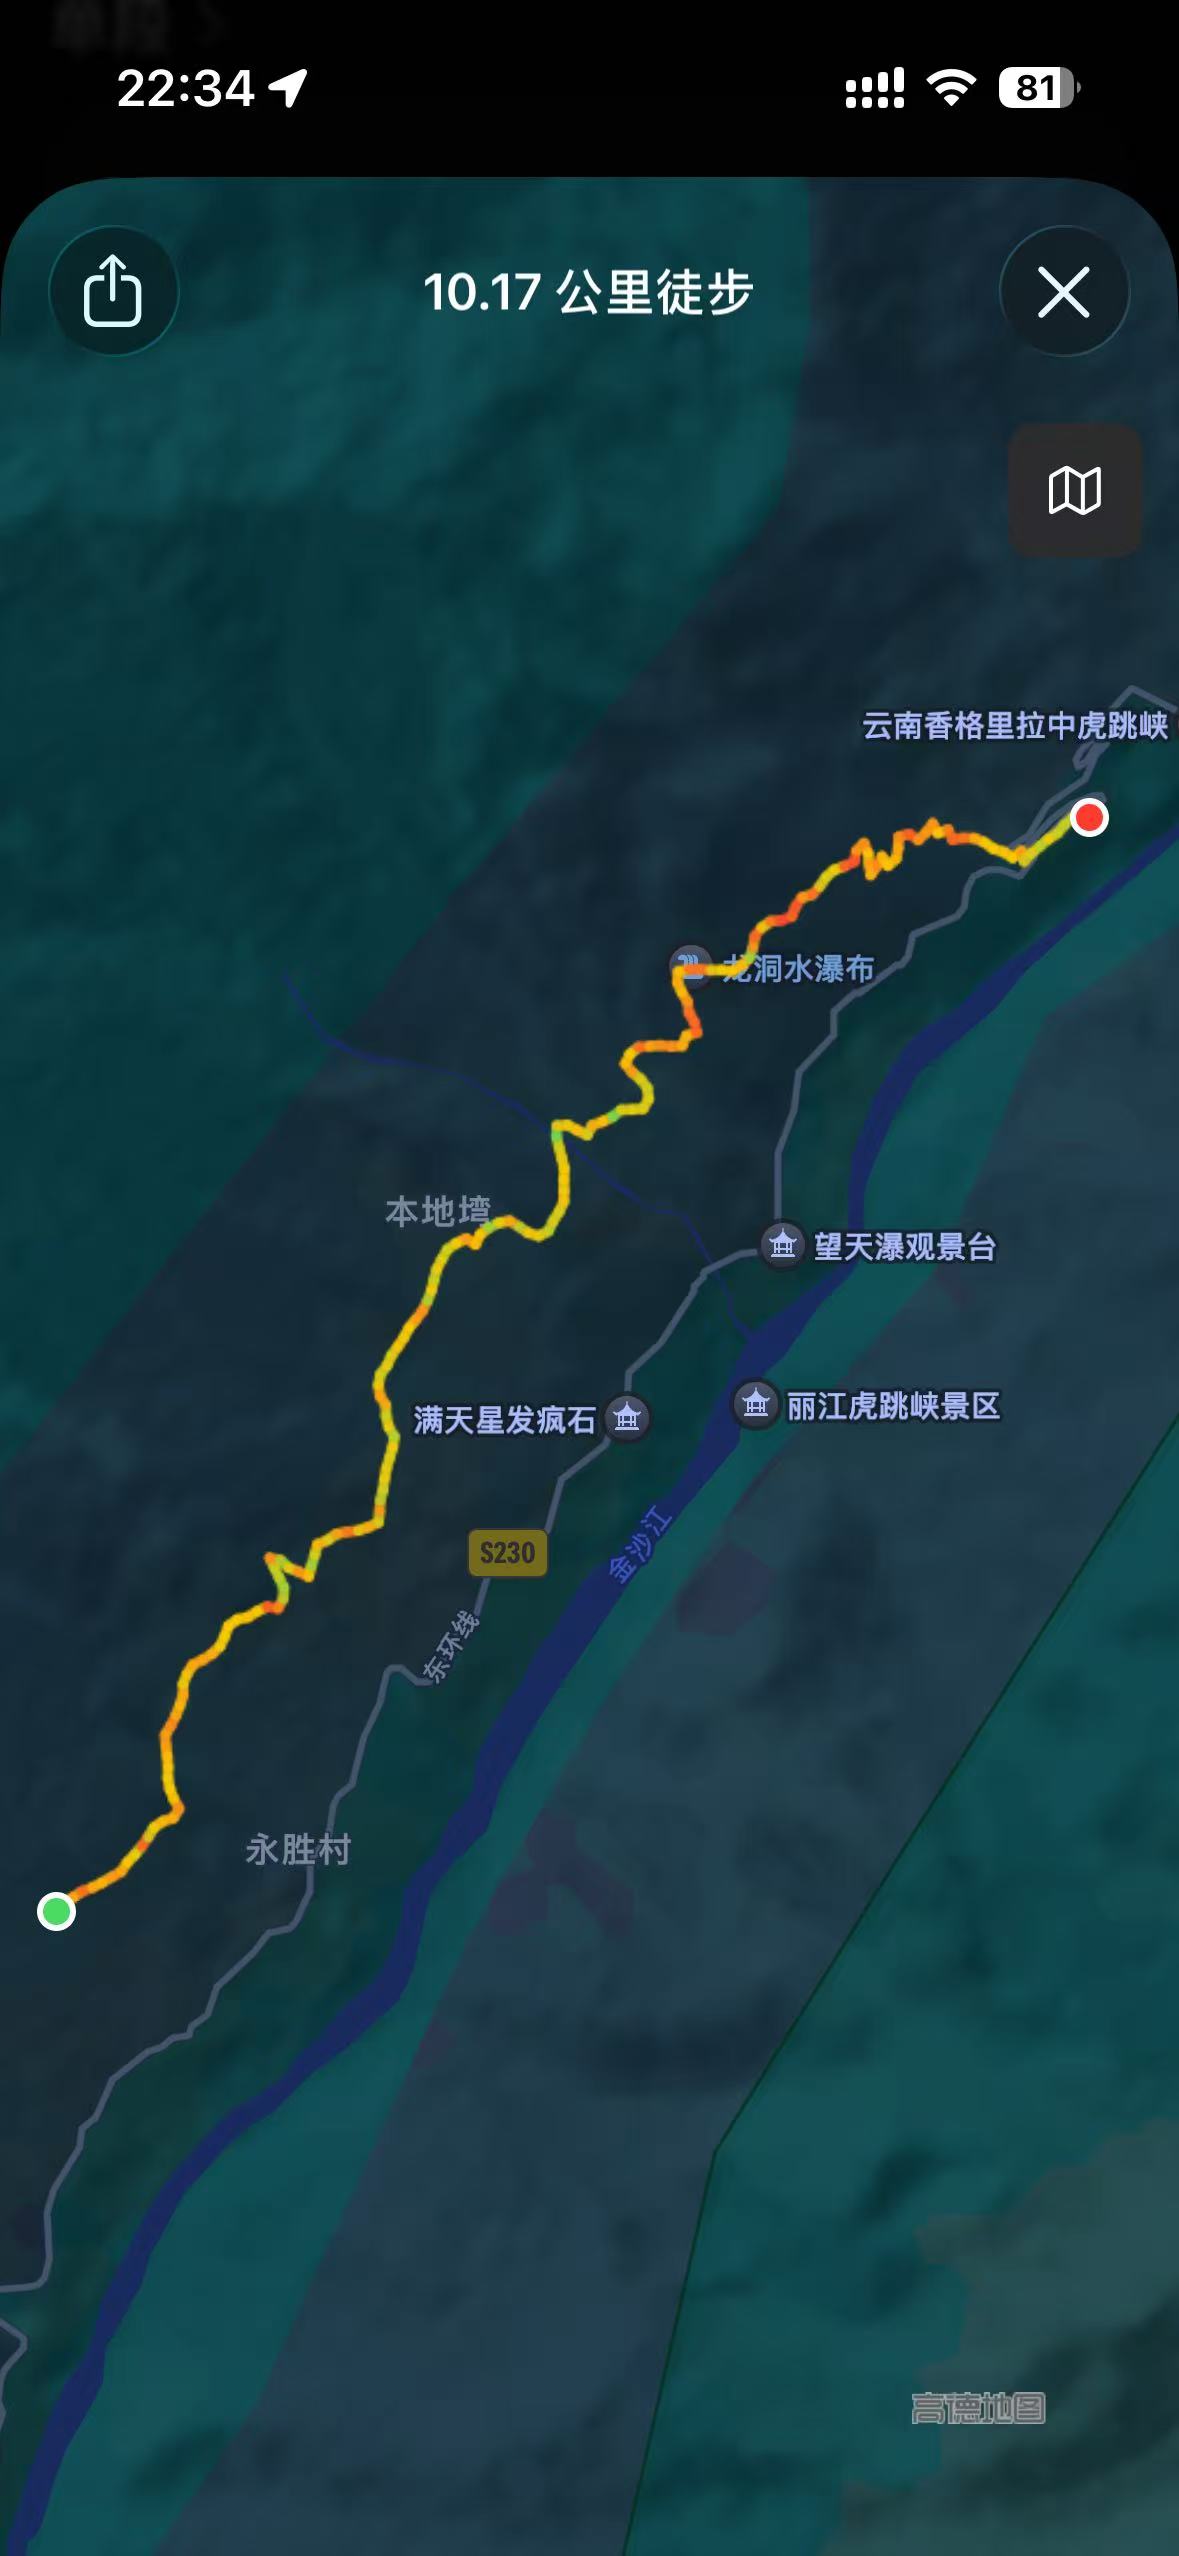 22:34
81
10.17 公里徒步
云南香格里拉中虎跳峡
龙洞水瀑布
本地塆
望天瀑观景台
满天星发疯石
丽江虎跳峡景区
S230
金沙江
东环线
永胜村
高德地图